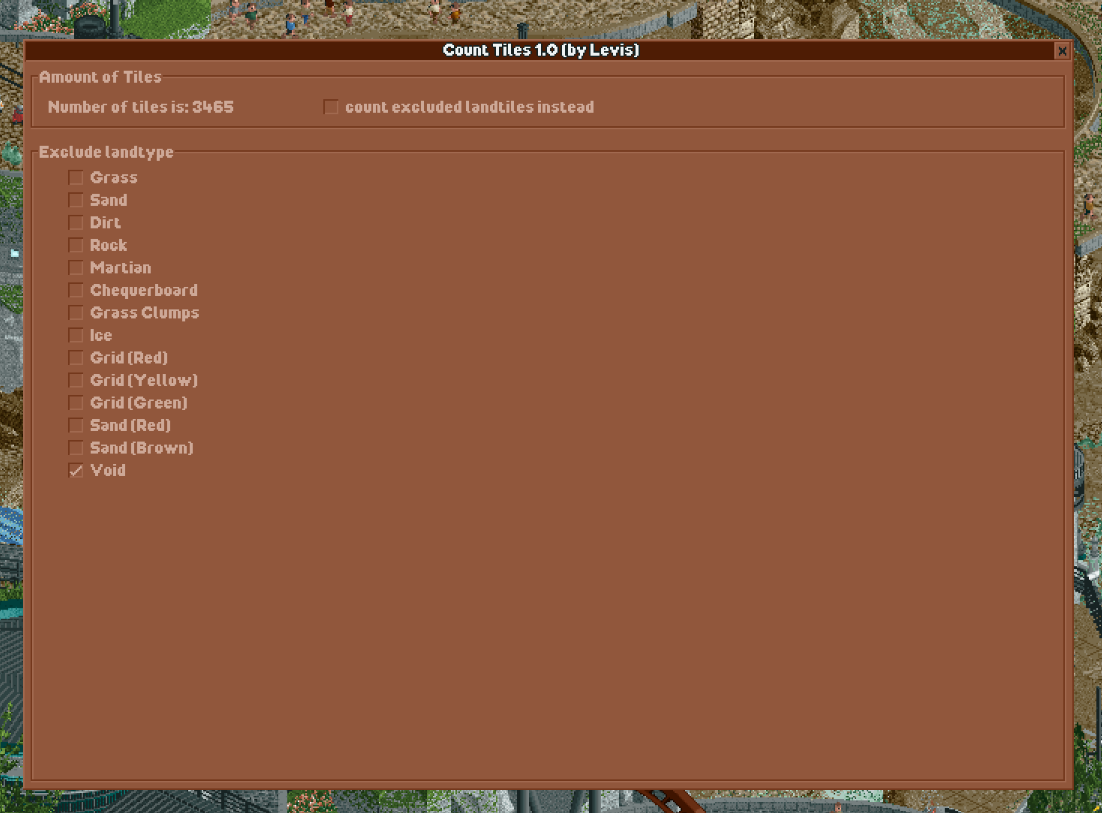 Count Tiles 1.0 (by Levis)
Amount of Tiles
Number of tiles is: 3465 count excluded landtiles instead
Exclude landtype
Grass
Sand
Dirt
Rock
Martian
Chequerboard
Grass Clumps
Ice
Grid (Red)
Grid (Yellow)
Grid (Green)
Sand (Red)
Sand (Brown)
Void